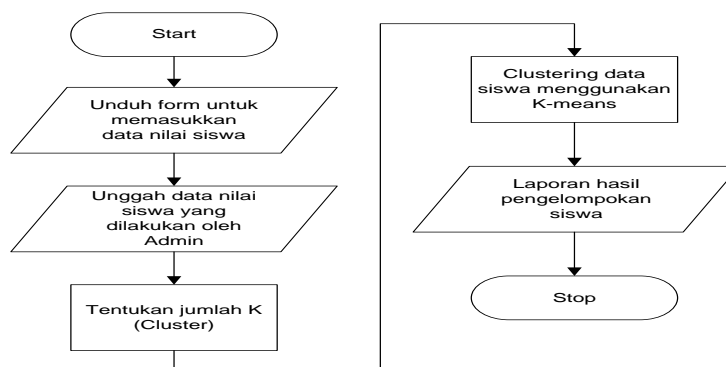 Start
Unduh form untuk
memasukkan
data nilai siswa
Unggah data nilai
siswa yang
dilakukan oleh
Admin
Tentukan jumlah K
(Cluster)
Clustering data
siswa menggunakan
K-means
Laporan hasil
pengelompokan
siswa
Stop